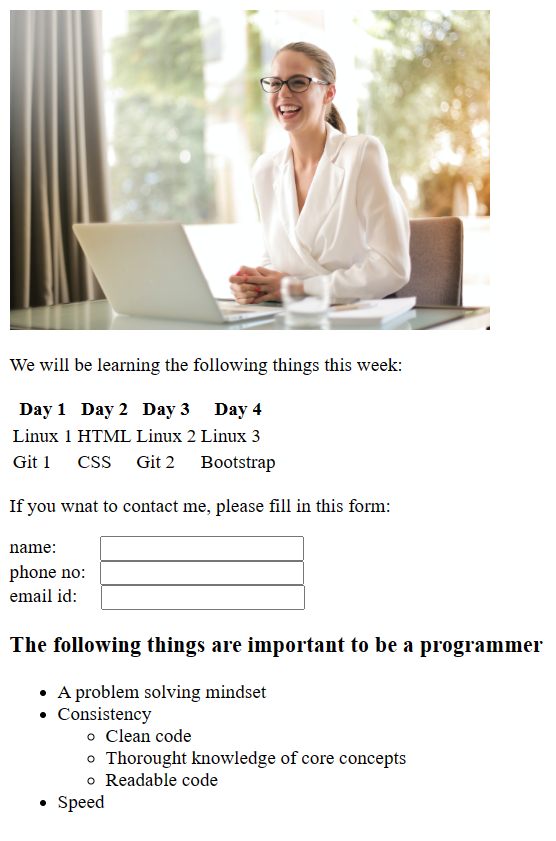 We will be learning the following things this week:
Day 1 Day 2 Day 3 Day 4
Linux 1 HTML Linux 2 Linux 3
Git 1 CSS Git 2 Bootstrap
If you wnat to contact me, please fill in this form:
name:
phone no:
email id:
The following things are important to be a programmer
A problem solving mindset
Consistency
Clean code
Thorought knowledge of core concepts
Readable code
Speed